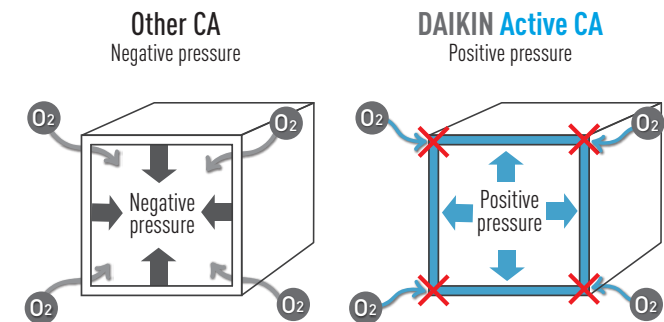 Other CA
Negative pressure
DAIKIN Active CA
Positive pressure
O2
O2
O2
O2
Negative
pressure
Positive
pressure
O2
O2
O2
O2